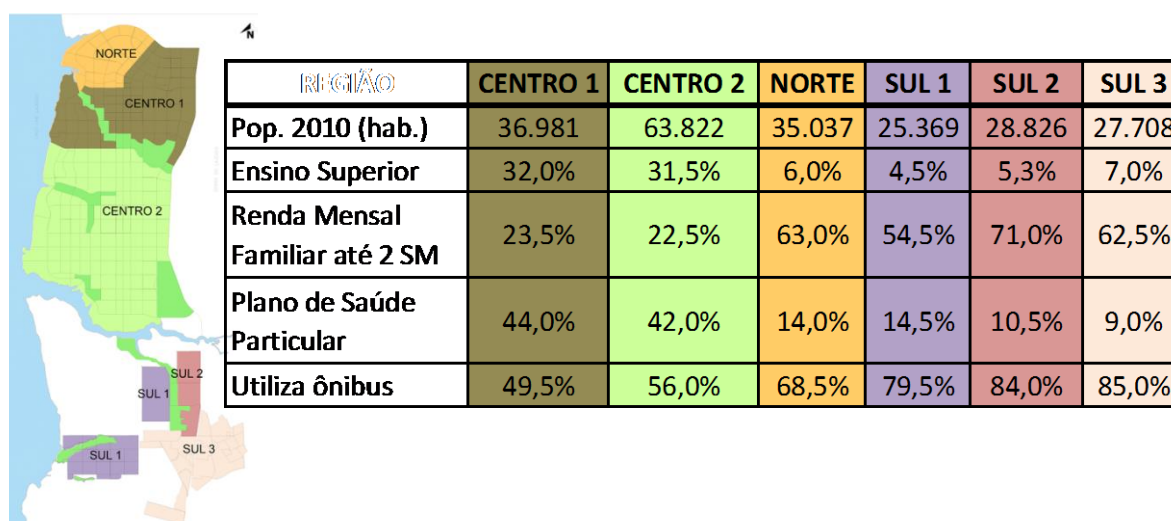 N
NORTE
CENTRO 1
CENTRO 2
SUL 2
SUL 1
SUL 3
SUL 1
REGIÃO CENTRO 1 CENTRO 2 NORTE SUL 1 SUL 2 SUL 3
Pop. 2010 (hab.) 36.981 63.822 35.037 25.369 28.826 27.708
Ensino Superior 32,0% 31,5% 6,0% 4,5% 5,3% 7,0%
Renda Mensal
Familiar até 2 SM 23,5% 22,5% 63,0% 54,5% 71,0% 62,5%
Plano de Saúde
Particular 44,0% 42,0% 14,0% 14,5% 10,5% 9,0%
Utiliza ônibus 49,5% 56,0% 68,5% 79,5% 84,0% 85,0%